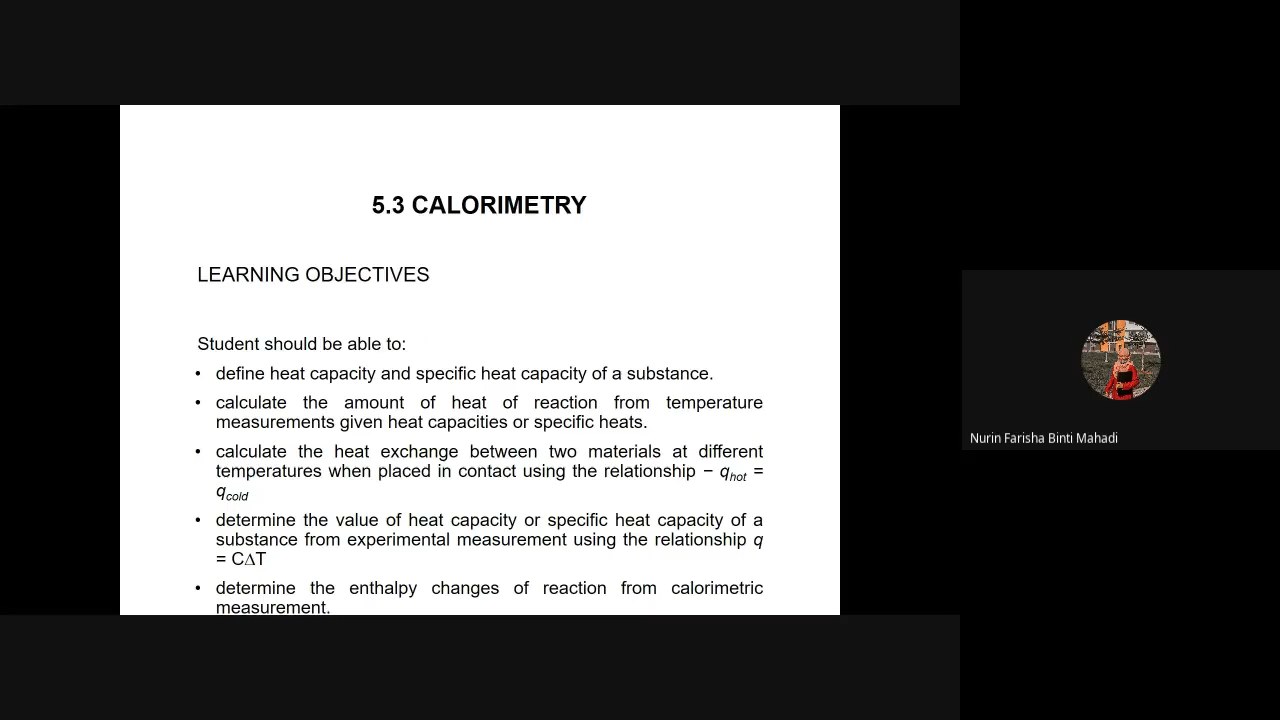 5.3 CALORIMETRY
LEARNING OBJECTIVES
Student should be able to:
• define heat capacity and specific heat capacity of a substance.
• calculate the amount of heat of reaction from temperature
measurements given heat capacities or specific heats.
• calculate the heat exchange between two materials at different
temperatures when placed in contact using the relationship − qhot =
qcold
• determine the value of heat capacity or specific heat capacity of a
substance from experimental measurement using the relationship q
= C∆T
• determine the enthalpy changes of reaction from calorimetric
measurement.
Nurin Farisha Binti Mahadi